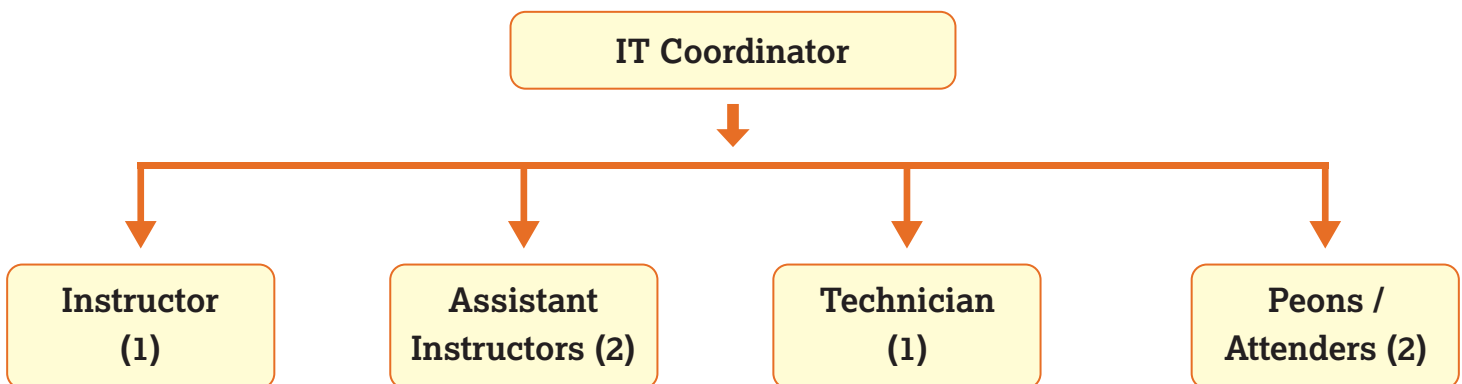 IT Coordinator
Instructor
(1)
Assistant
Instructors (2)
Technician
(1)
Peons /
Attenders (2)